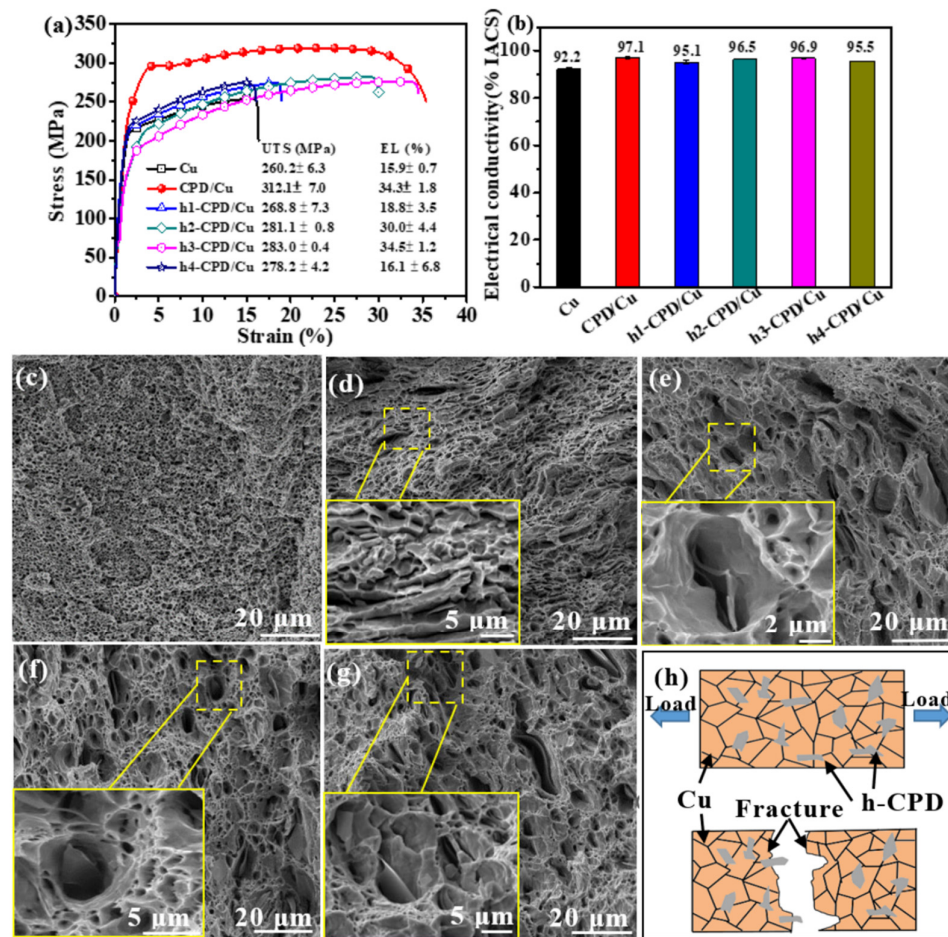 (a)
Stress (MPa)
350
300
250
200
150
100
50
0
UTS (MPa) EL (%)
Cu 260.2± 6.3 15.9± 0.7
CPD/Cu 312.1± 7.0 34.3± 1.8
h1-CPD/Cu 268.8 ± 7.3 18.8± 3.5
h2-CPD/Cu 281.1 ± 0.8 30.0± 4.4
h3-CPD/Cu 283.0 ± 0.4 34.5± 1.2
h4-CPD/Cu 278.2 ± 4.2 16.1 ± 6.8
0 5 10 15 20 25 30 35 40
Strain (%)
(b)
Electrical conductivity(% IACS)
100
80
60
40
20
0
92.2 97.1 95.1 96.5 96.9 95.5
Cu CPD/Cu h1-CPD/Cu h2-CPD/Cu h3-CPD/Cu h4-CPD/Cu
(c)
20 μm
(d)
5 μm
20 μm
(e)
2 μm
20 μm
(f)
5 μm
20 μm
(g)
5 μm
20 μm
(h)
Load Load
Cu Fracture h-CPD